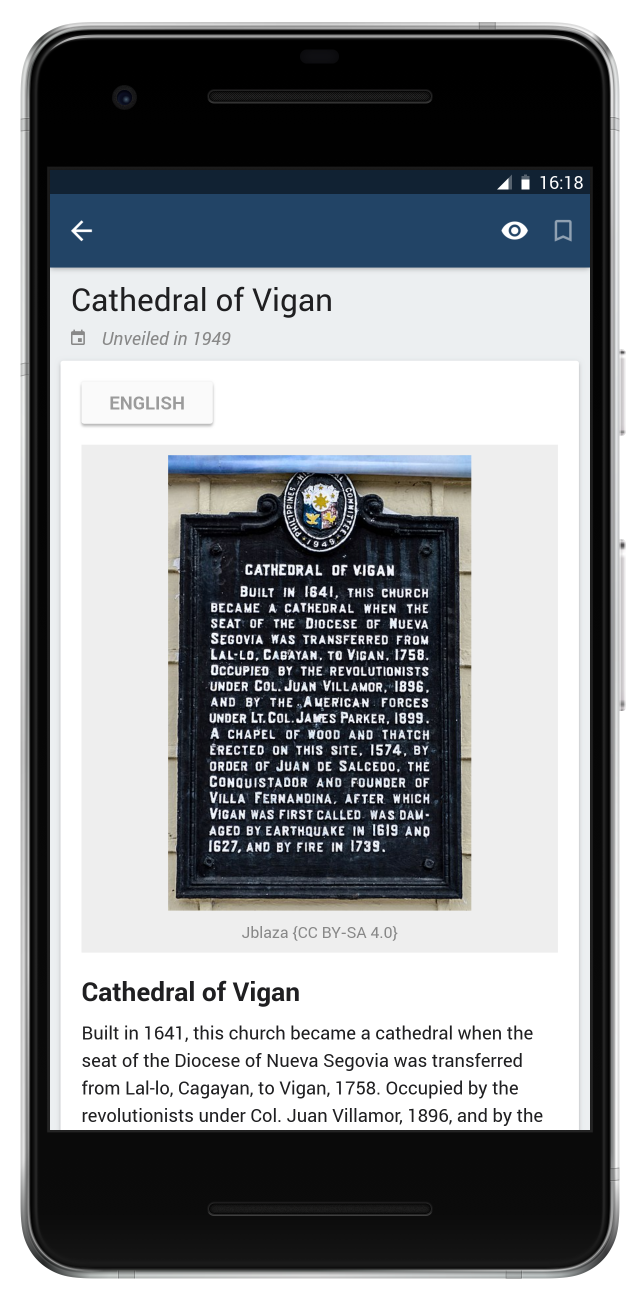 16:18
Cathedral of Vigan
Unveiled in 1949
ENGLISH
PHILIPPINES COMMITTEE
1949
CATHEDRAL OF VIGAN
BUILT IN 1641, THIS CHURCH
BECAME A CATHEDRAL WHEN THE
SEAT OF THE DIOCESE OF NUEVA
SEGOVIA WAS TRANSFERRED FROM
LAL-LO, CAGAYAN, TO VIGAN, 1758.
OCCUPIED BY THE REVOLUTIONISTS
UNDER COL. JUAN VILLAMOR, 1896,
AND BY THE AMERICAN FORCES
UNDER LT. COL. JAMES PARKER, 1899.
A CHAPEL OF WOOD AND THATCH
ERECTED ON THIS SITE, 1574, BY
ORDER OF JUAN DE SALCEDO, THE
CONQUISTADOR AND FOUNDER OF
VILLA FERNANDINA, AFTER WHICH
VIGAN WAS FIRST CALLED WAS DAM-
AGED BY EARTHQUAKE IN 1619 AND
1627, AND BY FIRE IN 1739.
Jblaza {CC BY-SA 4.0}
Cathedral of Vigan
Built in 1641, this church became a cathedral when the
seat of the Diocese of Nueva Segovia was transferred
from Lal-lo, Cagayan, to Vigan, 1758. Occupied by the
revolutionists under Col. Juan Villamor, 1896, and by the